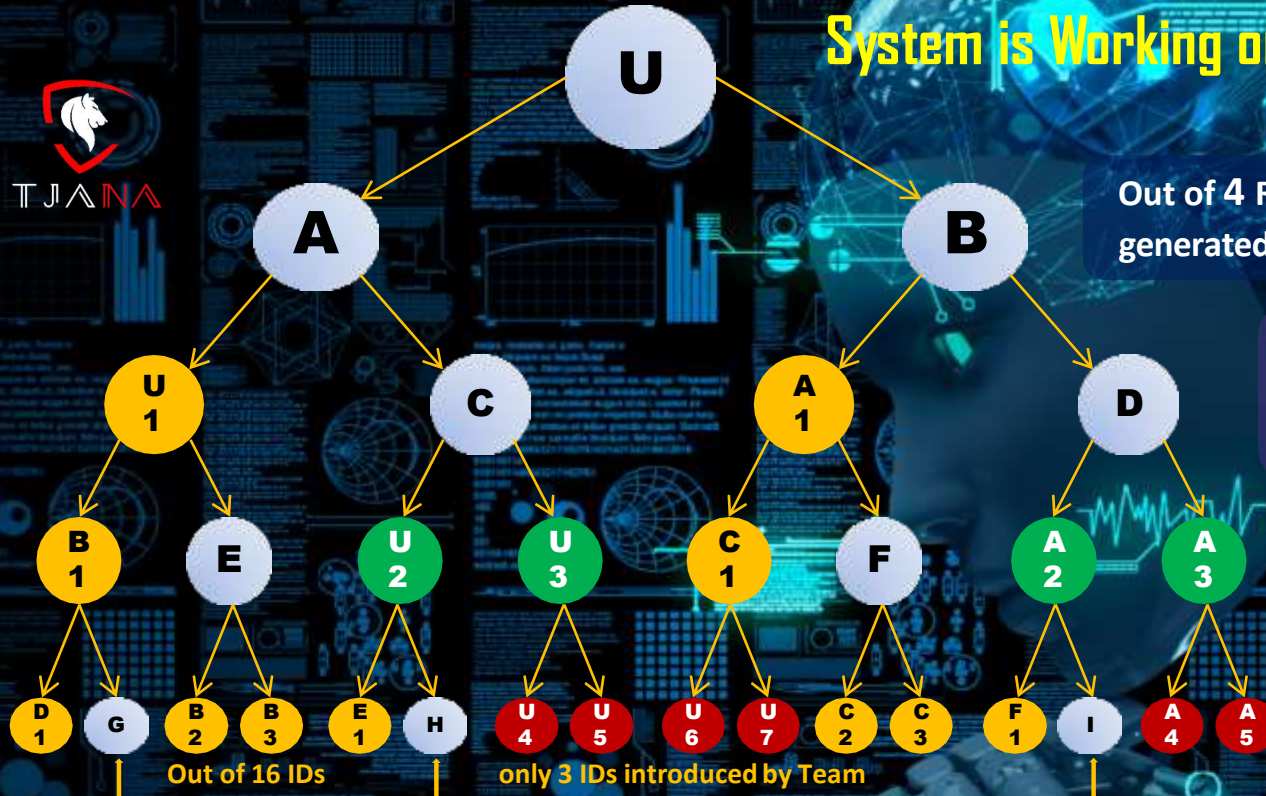 System is Working o
U
TJANA
A
B
Out of 4
generated
U
1
C
A
1
D
B
1
E
U
2
U
3
C
1
F
A
2
A
3
D
1
G
B
2
B
3
E
1
H
U
4
U
5
U
6
U
7
C
2
C
3
F
1
I
A
4
A
5
Out of 16 IDs
only 3 IDs introduced by Team